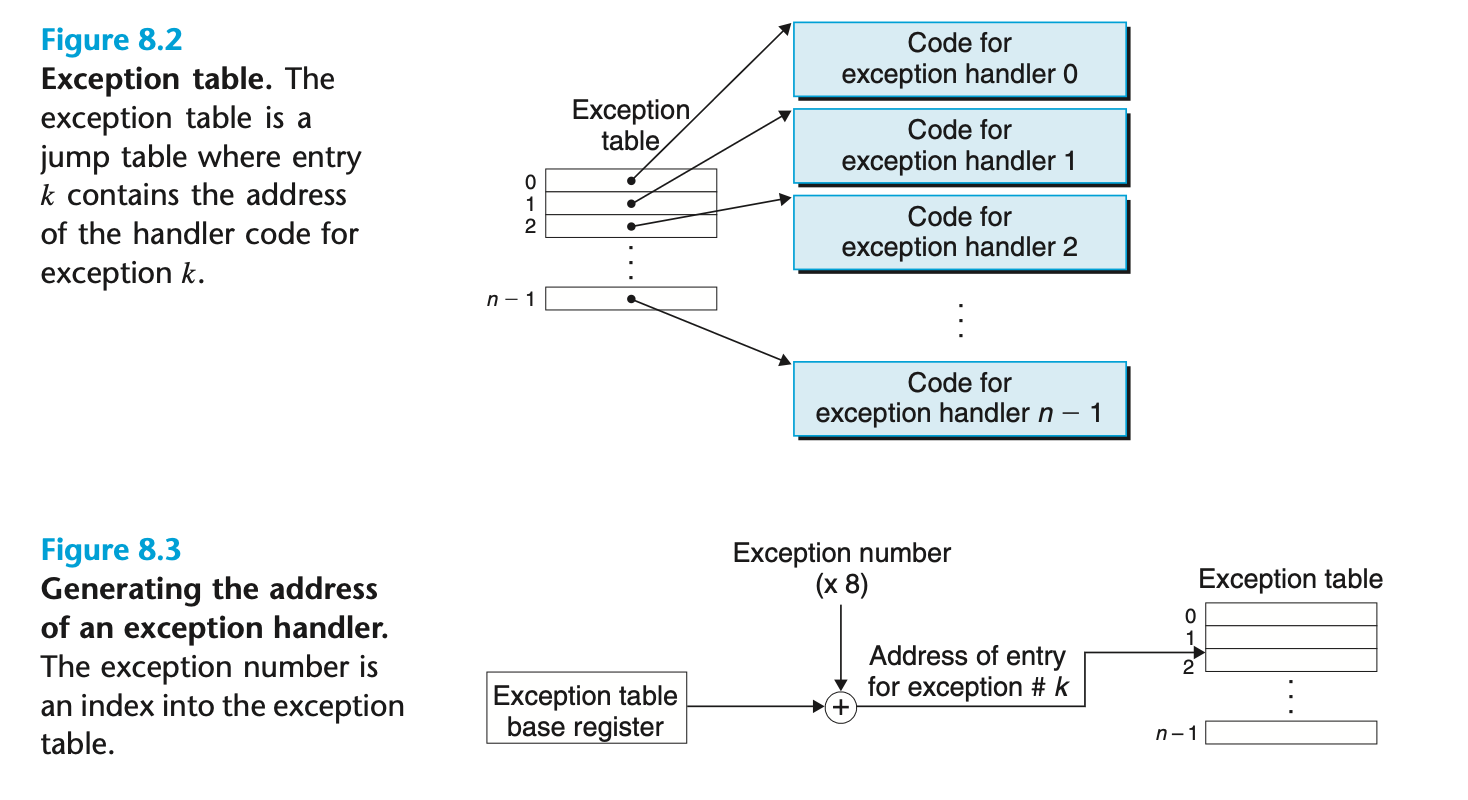 Figure 8.2
Exception table. The
exception table is a
jump table where entry
k contains the address
of the handler code for
exception k.
Exception
table
0
1
2
n − 1
Code for
exception handler 0
Code for
exception handler 1
Code for
exception handler 2
Code for
exception handler n − 1
Figure 8.3
Generating the address
of an exception handler.
The exception number is
an index into the exception
table.
Exception number
(x 8)
Exception table
base register
+
Address of entry
for exception # k
Exception table
0
1
2
n − 1